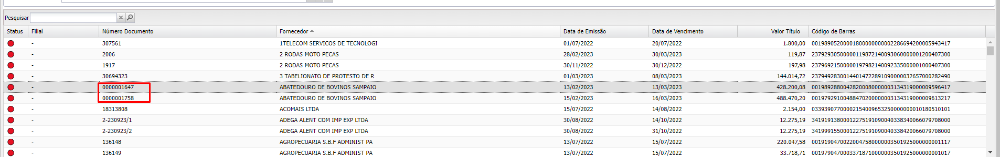 Pesquisar
Status Filial Número Documento Fornecedor Data de Emissão Data de Vencimento Valor Título Código de Barras
- 307561 1TELECOM SERVICOS DE TECNOLOGI 01/07/2022 20/07/2022 1.800,00 00198905200001800000000002286694200005943417
- 2006 2 RODAS MOTO PECAS 28/02/2023 30/03/2023 119,87 23792930500000119872140093060000001200407300
- 1917 2 RODAS MOTO PECAS 30/11/2022 30/12/2022 197,98 23796921500000197982140092335000001000407300
- 30694323 3 TABELIONATO DE PROTESTO DE R 01/03/2023 08/03/2023 144.014,72 23794928300144014722891090000032657000282490
- 0000001647 ABATEDOURO DE BOVINOS SAMPAIO 13/02/2023 13/03/2023 428.200,08 00198928800428200080000003134319000009596417
- 0000001758 ABATEDOURO DE BOVINOS SAMPAIO 15/02/2023 16/03/2023 488.470,20 00197929100488470200000003134319000009613217
- 18313808 ACOMAIS LTDA 15/07/2022 14/08/2022 2.154,00 03393907700002154009653250000000010180510101
- 2-230923/1 ADEGA ALENT COM IMP EXP LTDA 30/08/2022 14/10/2022 12.275,19 34191913800012275191090040338340066079708000
- 2-230923/2 ADEGA ALENT COM IMP EXP LTDA 30/08/2022 31/10/2022 12.275,19 34199915500012275191090040338420066079708000
- 136148 AGROPECUARIA S.B.F ADMINIST PA 13/07/2022 15/07/2022 220.047,58 00191904700220047580000003501925000000001117
- 136149 AGROPECUARIA S.B.F ADMINIST PA 13/07/2022 15/07/2022 33.718,71 00197904700033718710000003501925000000001017